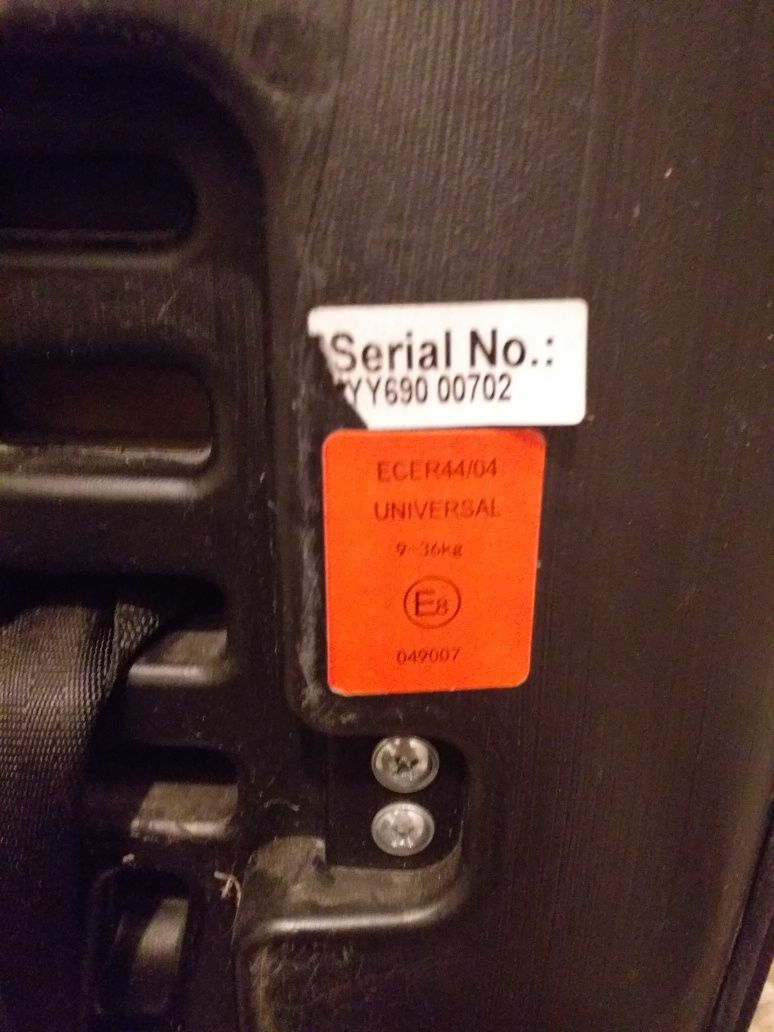 Serial No.:
YY690 00702
ECER44/04
UNIVERSAL
9-36kg
E8
049007